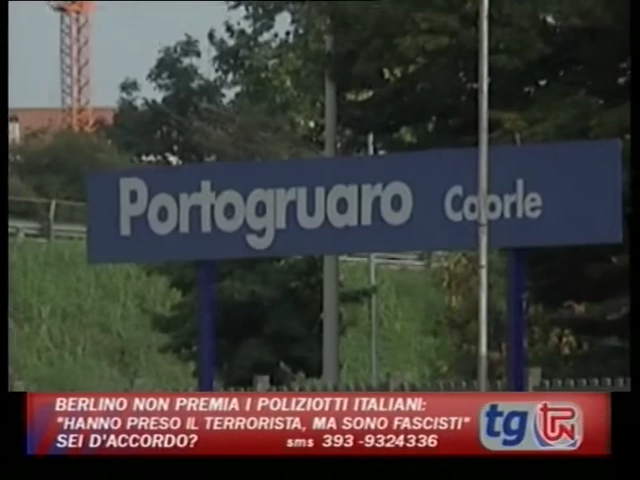 Portogruaro Caorle
BERLINO NON PREMIA I POLIZIOTTI ITALIANI:
"HANNO PRESO IL TERRORISTA, MA SONO FASCISTI"
SEI D'ACCORDO? sms 393 -9324336
tg TPN